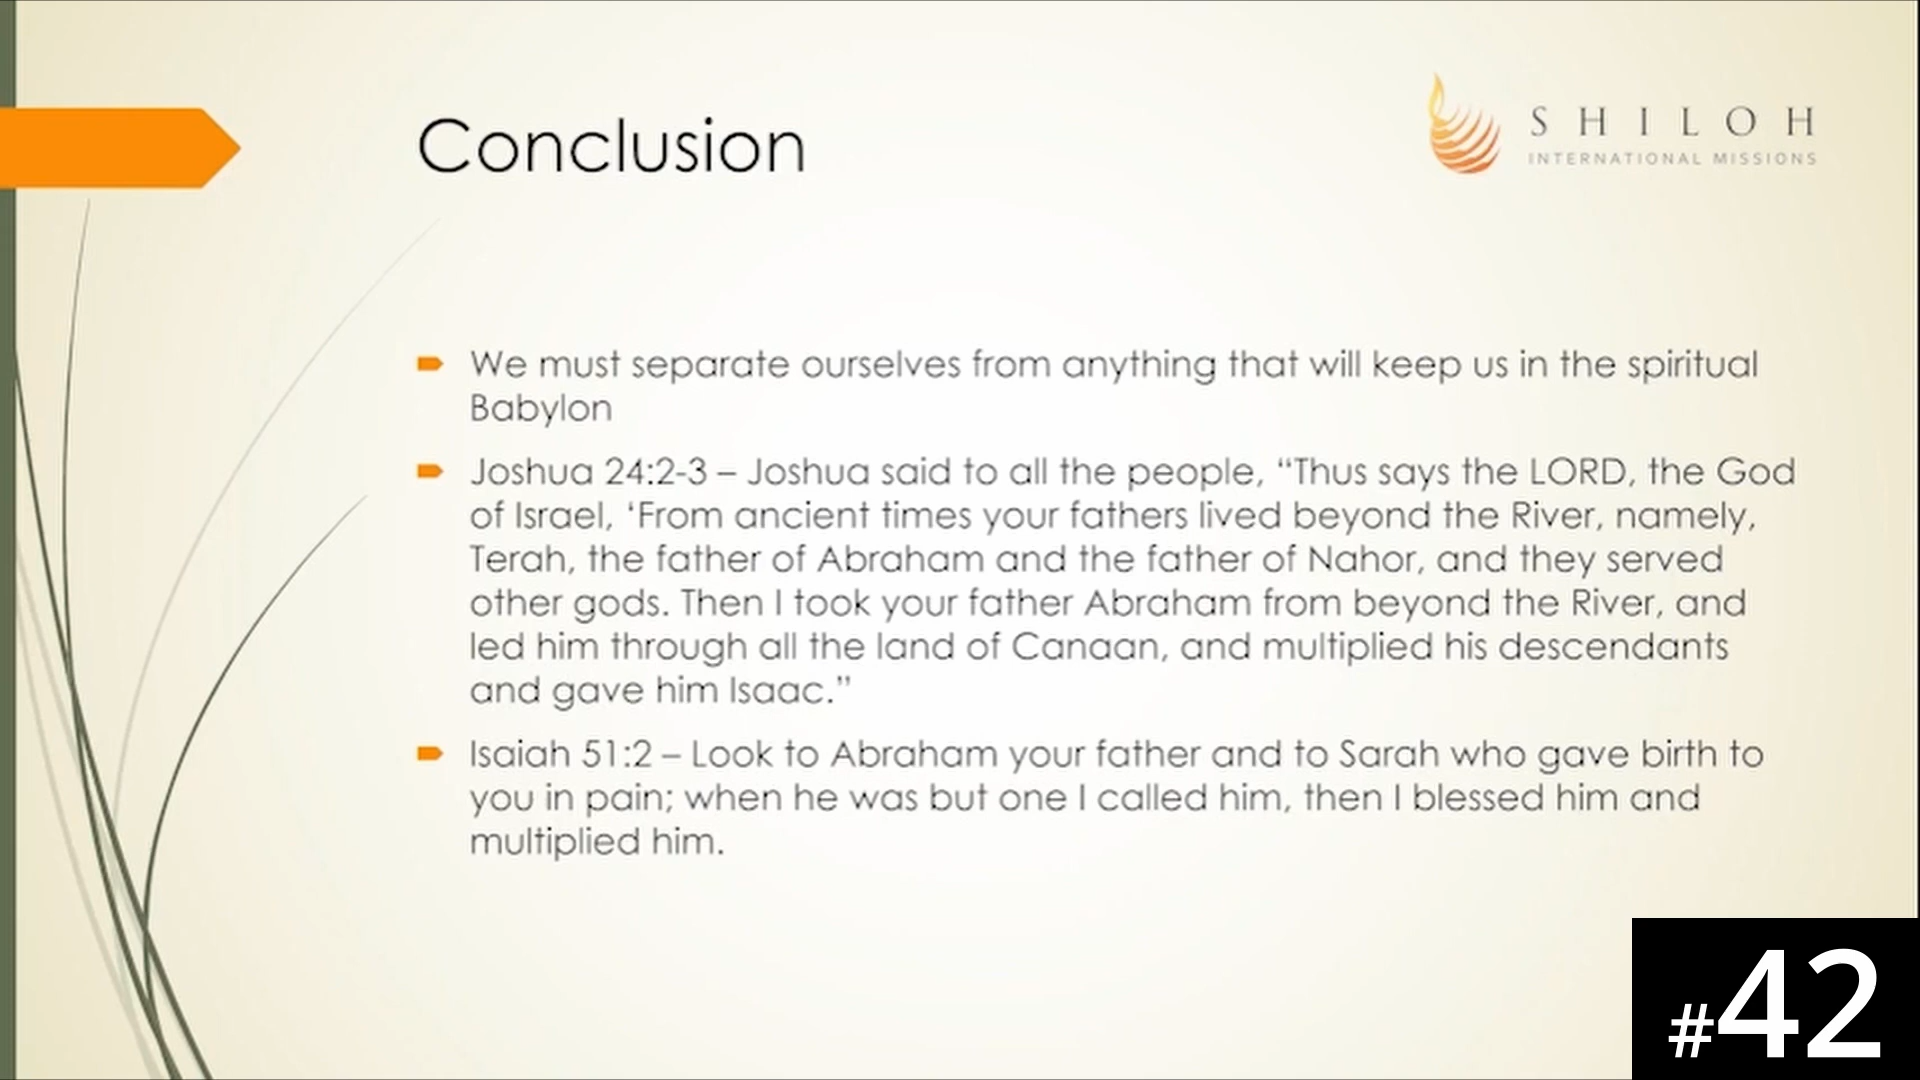 Conclusion
SHILOH
INTERNATIONAL MISSIONS
We must separate ourselves from anything that will keep us in the spiritual
Babylon
Joshua 24:2-3 – Joshua said to all the people, “Thus says the LORD, the God
of Israel, ‘From ancient times your fathers lived beyond the River, namely,
Terah, the father of Abraham and the father of Nahor, and they served
other gods. Then I took your father Abraham from beyond the River, and
led him through all the land of Canaan, and multiplied his descendants
and gave him Isaac.”
Isaiah 51:2 – Look to Abraham your father and to Sarah who gave birth to
you in pain; when he was but one I called him, then I blessed him and
multiplied him.
#42